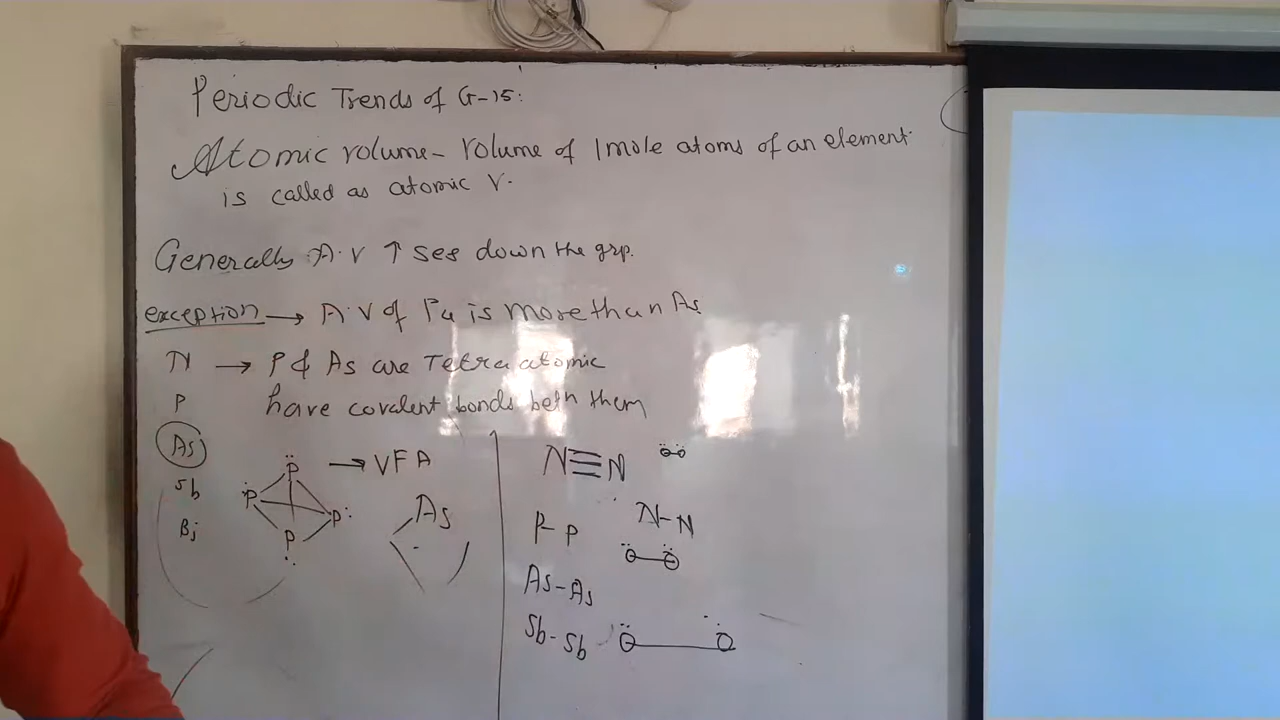 Periodic Trends of G-15:
Atomic volume - Volume of 1 mole atoms of an element
is called as atomic V.
Generally A.V ↑ ses down the grp.
exception → A.V of P4 is more than As
N → P & As are Tetra atomic
P have covalent bonds betn them
As
Sb
Bi
P → VFA
P P:
P
As
N≡N
N-N
P-P
As-As
Sb-Sb